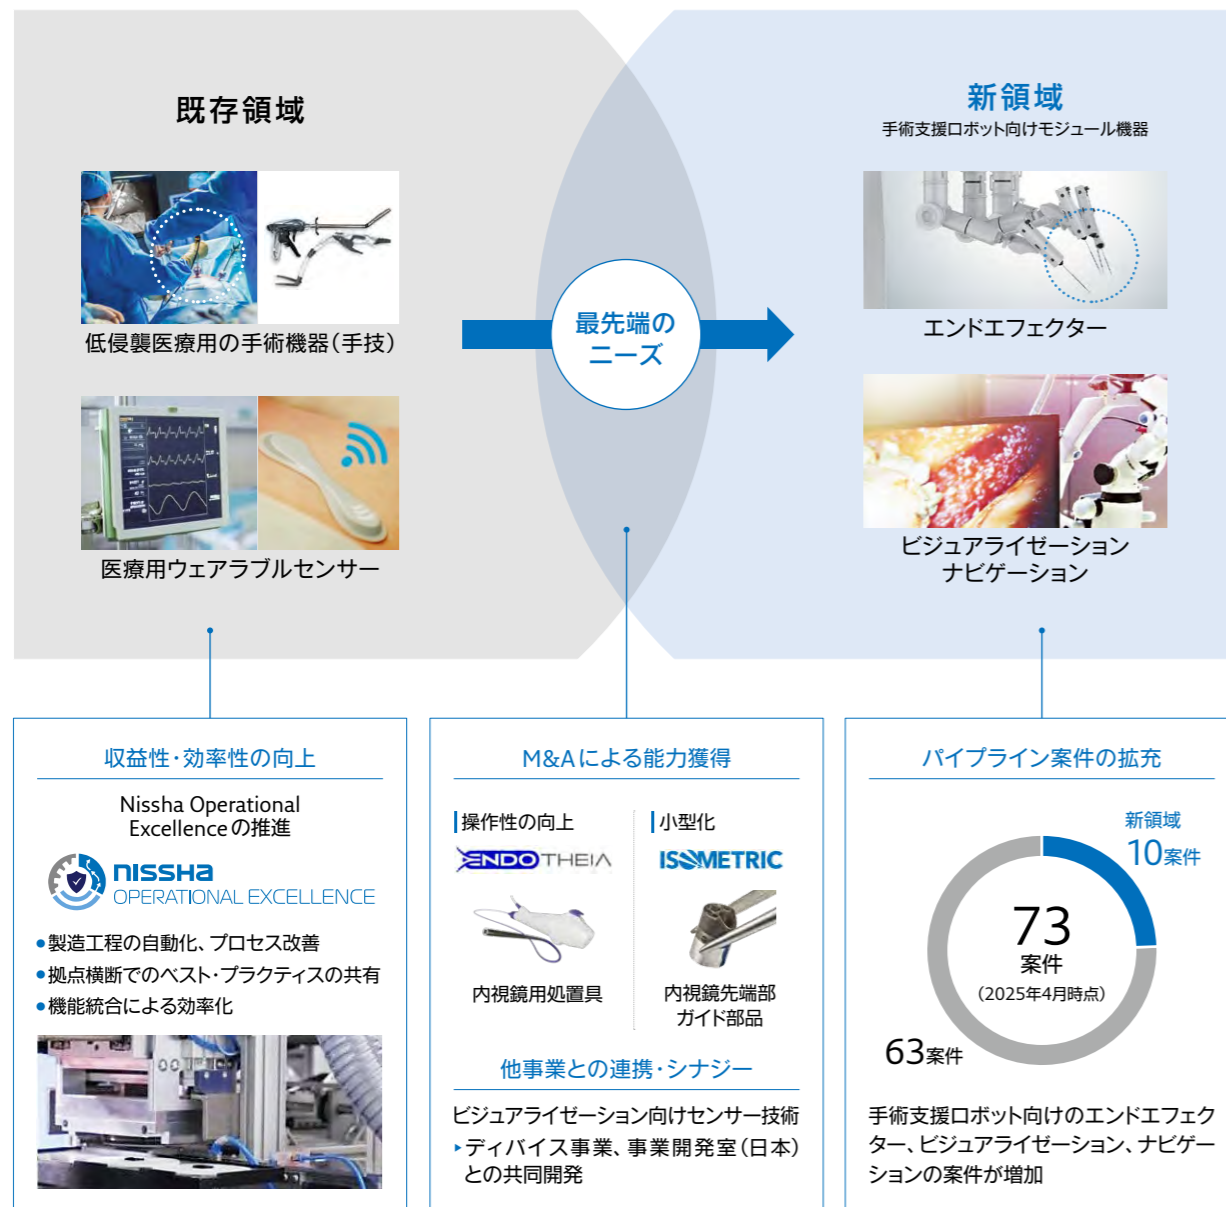 既存領域
低侵襲医療用の手術機器（手技）
医療用ウェアラブルセンサー
最先端の
ニーズ
新領域
手術支援ロボット向けモジュール機器
エンドエフェクター
ビジュアライゼーション
ナビゲーション
収益性・効率性の向上
Nissha Operational
Excellenceの推進
nissha
OPERATIONAL EXCELLENCE
●製造工程の自動化、プロセス改善
●拠点横断でのベスト・プラクティスの共有
●機能統合による効率化
M&Aによる能力獲得
操作性の向上
ENDOTHEIA
内視鏡用処置具
小型化
ISOMETRIC
内視鏡先端部
ガイド部品
他事業との連携・シナジー
ビジュアライゼーション向けセンサー技術
▸ディバイス事業、事業開発室（日本）
との共同開発
パイプライン案件の拡充
新領域
10案件
73
案件
（2025年4月時点）
63案件
手術支援ロボット向けのエンドエフェク
ター、ビジュアライゼーション、ナビゲー
ションの案件が増加